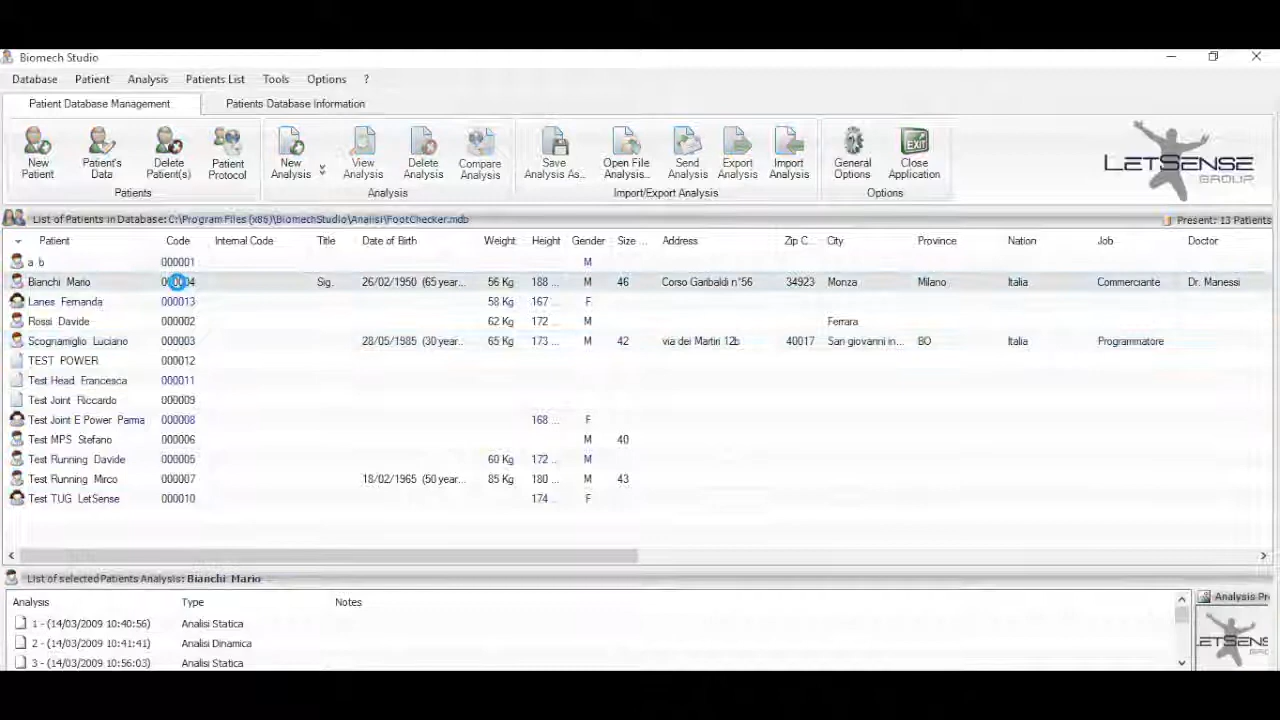 Biomech Studio
Database Patient Analysis Patients List Tools Options ?
Patient Database Management Patients Database Information
New Patient Patient's Data Delete Patient(s) Patient Protocol New Analysis View Analysis Delete Analysis Compare Analysis Save Analysis As.. Open File Analysis.. Send Analysis Export Analysis Import Analysis General Options EXIT Close Application
Patients Analysis Import/Export Analysis Options
LETSENSE
GROUP
List of Patients in Database: C:\Program Files (x86)\BiomechStudio\Analisi\FootChecker.mdb Present: 13 Patients
Patient Code Internal Code Title Date of Birth Weight Height Gender Size ... Address Zip C... City Province Nation Job Doctor
a b 000001 M
Bianchi Mario 000004 Sig. 26/02/1950 (65 year... 56 Kg 188 ... M 46 Corso Garibaldi n°56 34923 Monza Milano Italia Commerciante Dr. Manessi
Lanes Fernanda 000013 58 Kg 167 ... F
Rossi Davide 000002 62 Kg 172 ... M Ferrara
Scognamiglio Luciano 000003 28/05/1985 (30 year... 65 Kg 173 ... M 42 via dei Martiri 12b 40017 San giovanni in... BO Italia Programmatore
TEST POWER 000012
Test Head Francesca 000011
Test Joint Riccardo 000009
Test Joint E Power Parma 000008 168 ... F
Test MPS Stefano 000006 M 40
Test Running Davide 000005 60 Kg 172 ... M
Test Running Mirco 000007 18/02/1965 (50 year... 85 Kg 180 ... M 43
Test TUG LetSense 000010 174 ... F
List of selected Patients Analysis: Bianchi Mario
Analysis Type Notes Analysis Pr
1 - (14/03/2009 10:40:56) Analisi Statica
2 - (14/03/2009 10:41:41) Analisi Dinamica
3 - (14/03/2009 10:56:03) Analisi Statica